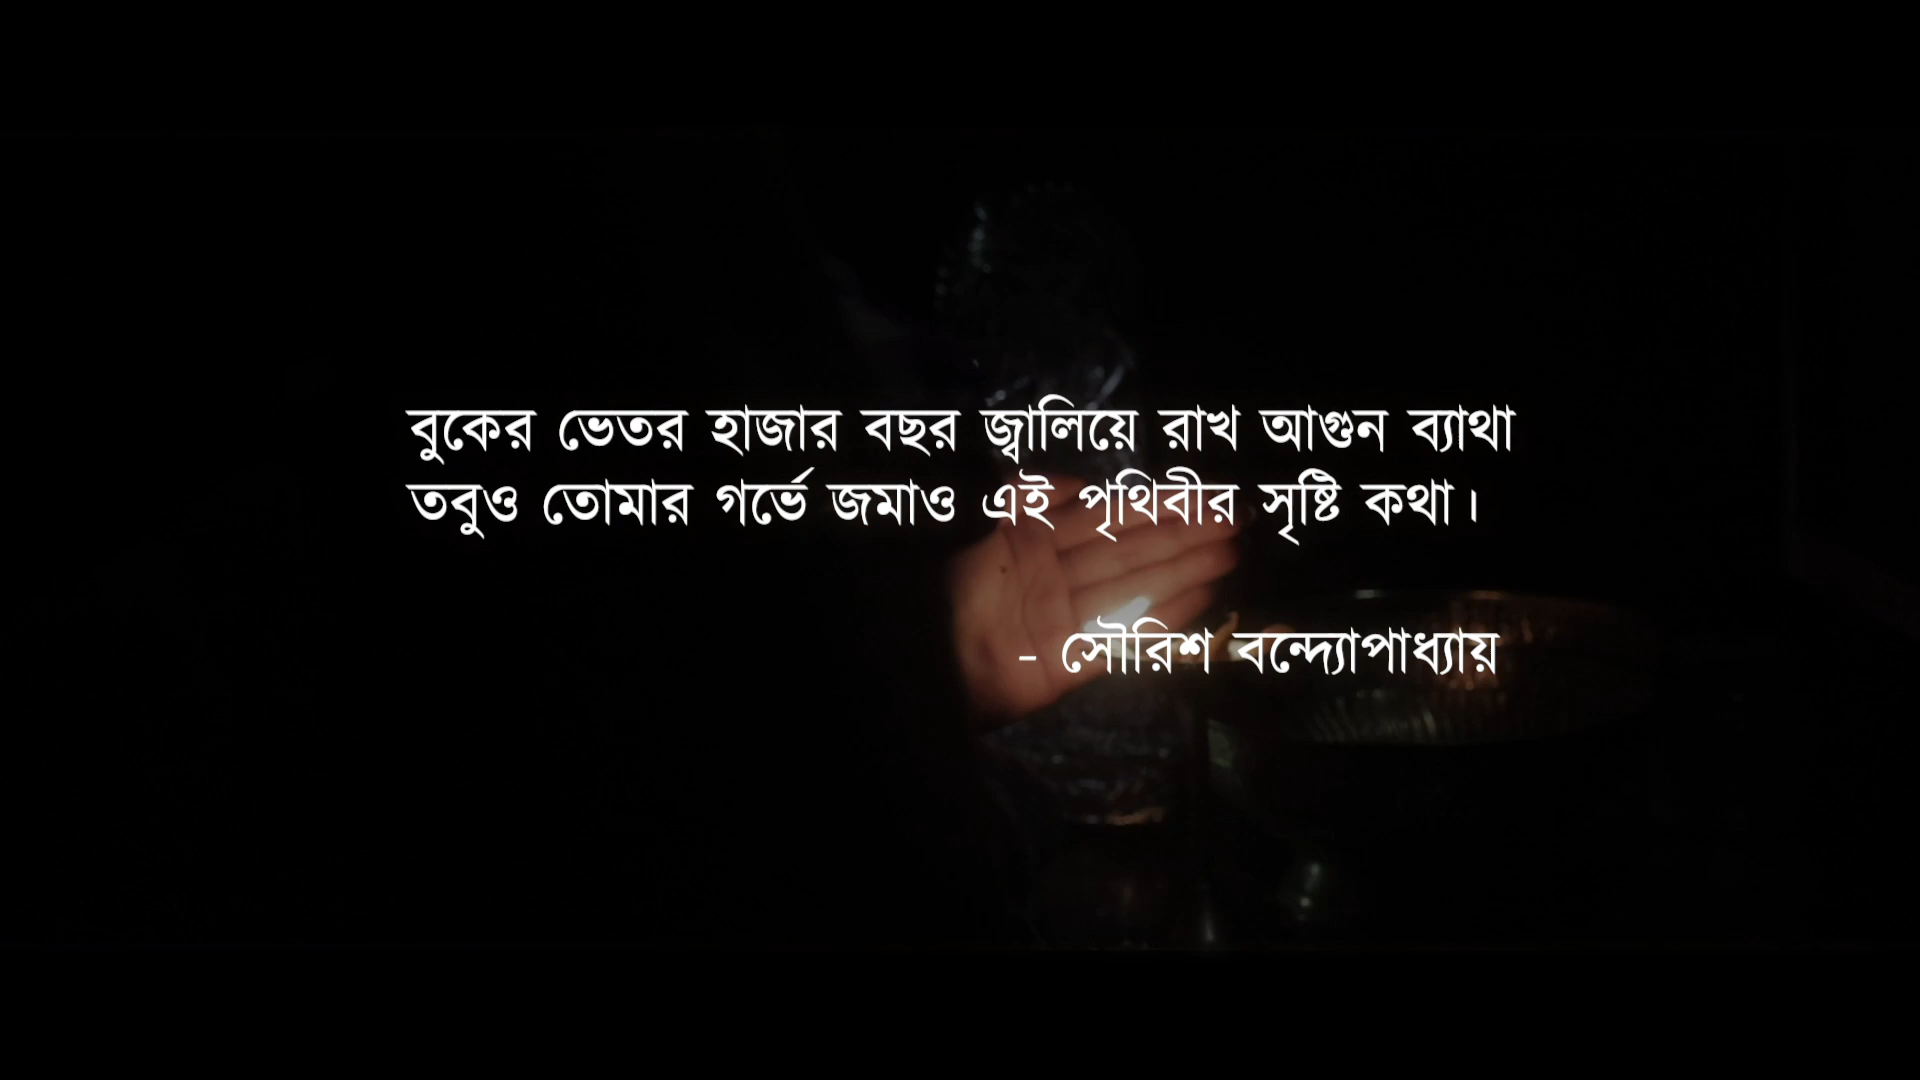 বুকের ভেতর হাজার বছর জ্বালিয়ে রাখ আগুন ব্যাথা
তবুও তোমার গর্ভে জমাও এই পৃথিবীর সৃষ্টি কথা।
- সৌরিশ বন্দ্যোপাধ্যায়